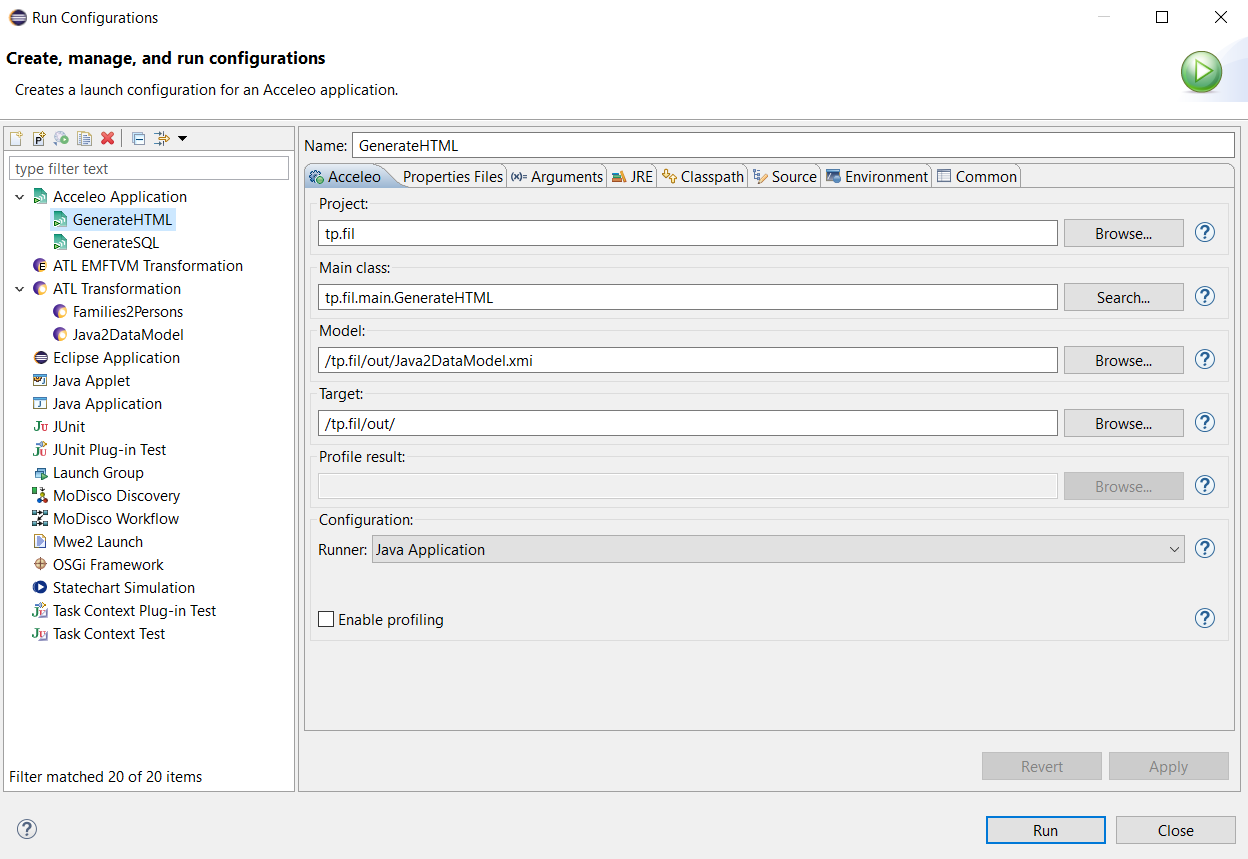 Run Configurations
Create, manage, and run configurations
Creates a launch configuration for an Acceleo application.
type filter text
Acceleo Application
GenerateHTML
GenerateSQL
ATL EMFTVM Transformation
ATL Transformation
Families2Persons
Java2DataModel
Eclipse Application
Java Applet
Java Application
JUnit
JUnit Plug-in Test
Launch Group
MoDisco Discovery
MoDisco Workflow
Mwe2 Launch
OSGi Framework
Statechart Simulation
Task Context Plug-in Test
Task Context Test
Filter matched 20 of 20 items
Name: GenerateHTML
Acceleo Properties Files (x)= Arguments JRE Classpath Source Environment Common
Project:
tp.fil Browse...
Main class:
tp.fil.main.GenerateHTML Search...
Model:
/tp.fil/out/Java2DataModel.xmi Browse...
Target:
/tp.fil/out/ Browse...
Profile result:
Browse...
Configuration:
Runner: Java Application
Enable profiling
Revert Apply
Run Close